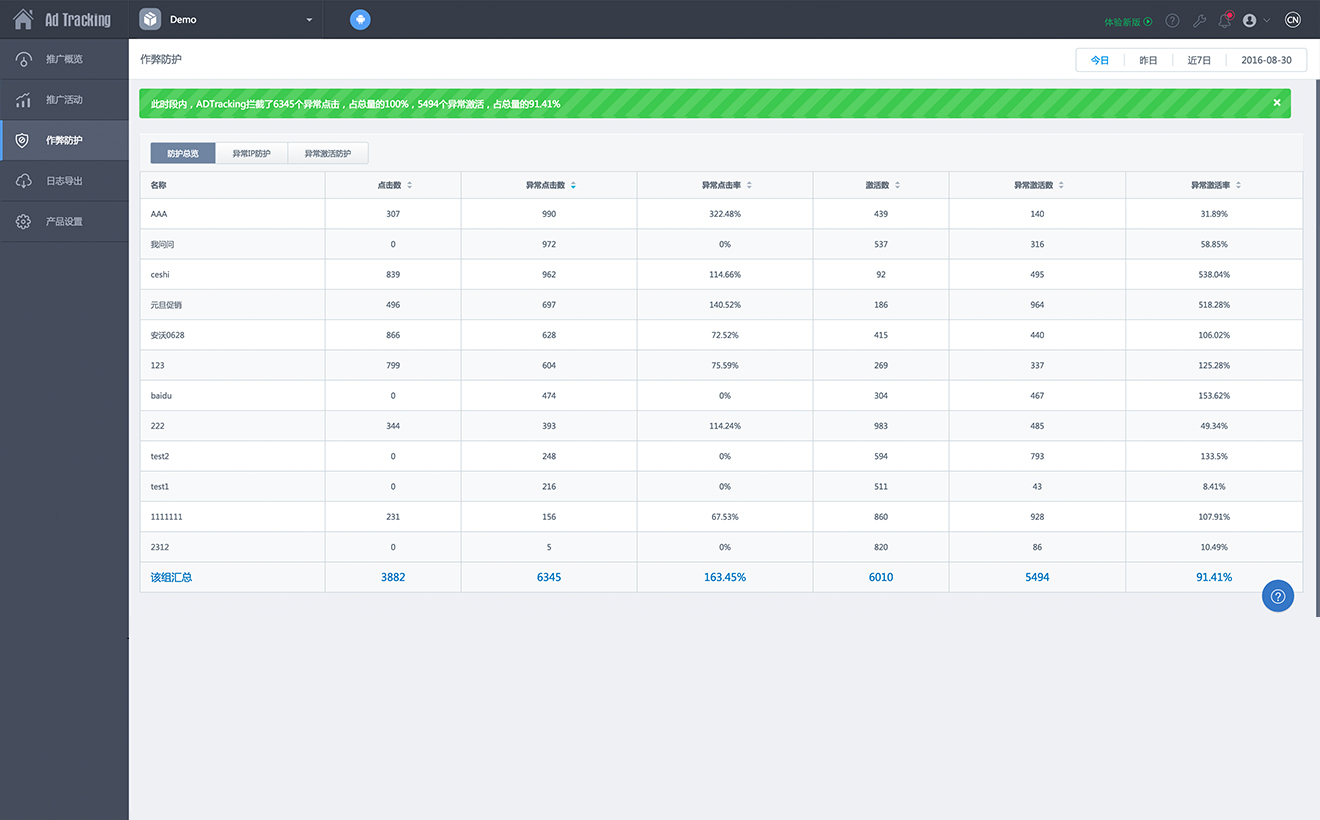 Ad Tracking Demo 体验新版 CN
推广概览
推广活动
作弊防护
日志导出
产品设置
作弊防护 今日 昨日 近7日 2016-08-30
此时段内，ADTracking拦截了6345个异常点击，占总量的100%，5494个异常激活，占总量的91.41%
防护总览 异常IP防护 异常激活防护
名称 点击数 异常点击数 异常点击率 激活数 异常激活数 异常激活率
AAA 307 990 322.48% 439 140 31.89%
我问问 0 972 0% 537 316 58.85%
ceshi 839 962 114.66% 92 495 538.04%
元旦促销 496 697 140.52% 186 964 518.28%
安沃0628 866 628 72.52% 415 440 106.02%
123 799 604 75.59% 269 337 125.28%
baidu 0 474 0% 304 467 153.62%
222 344 393 114.24% 983 485 49.34%
test2 0 248 0% 594 793 133.5%
test1 0 216 0% 511 43 8.41%
1111111 231 156 67.53% 860 928 107.91%
2312 0 5 0% 820 86 10.49%
该组汇总 3882 6345 163.45% 6010 5494 91.41%